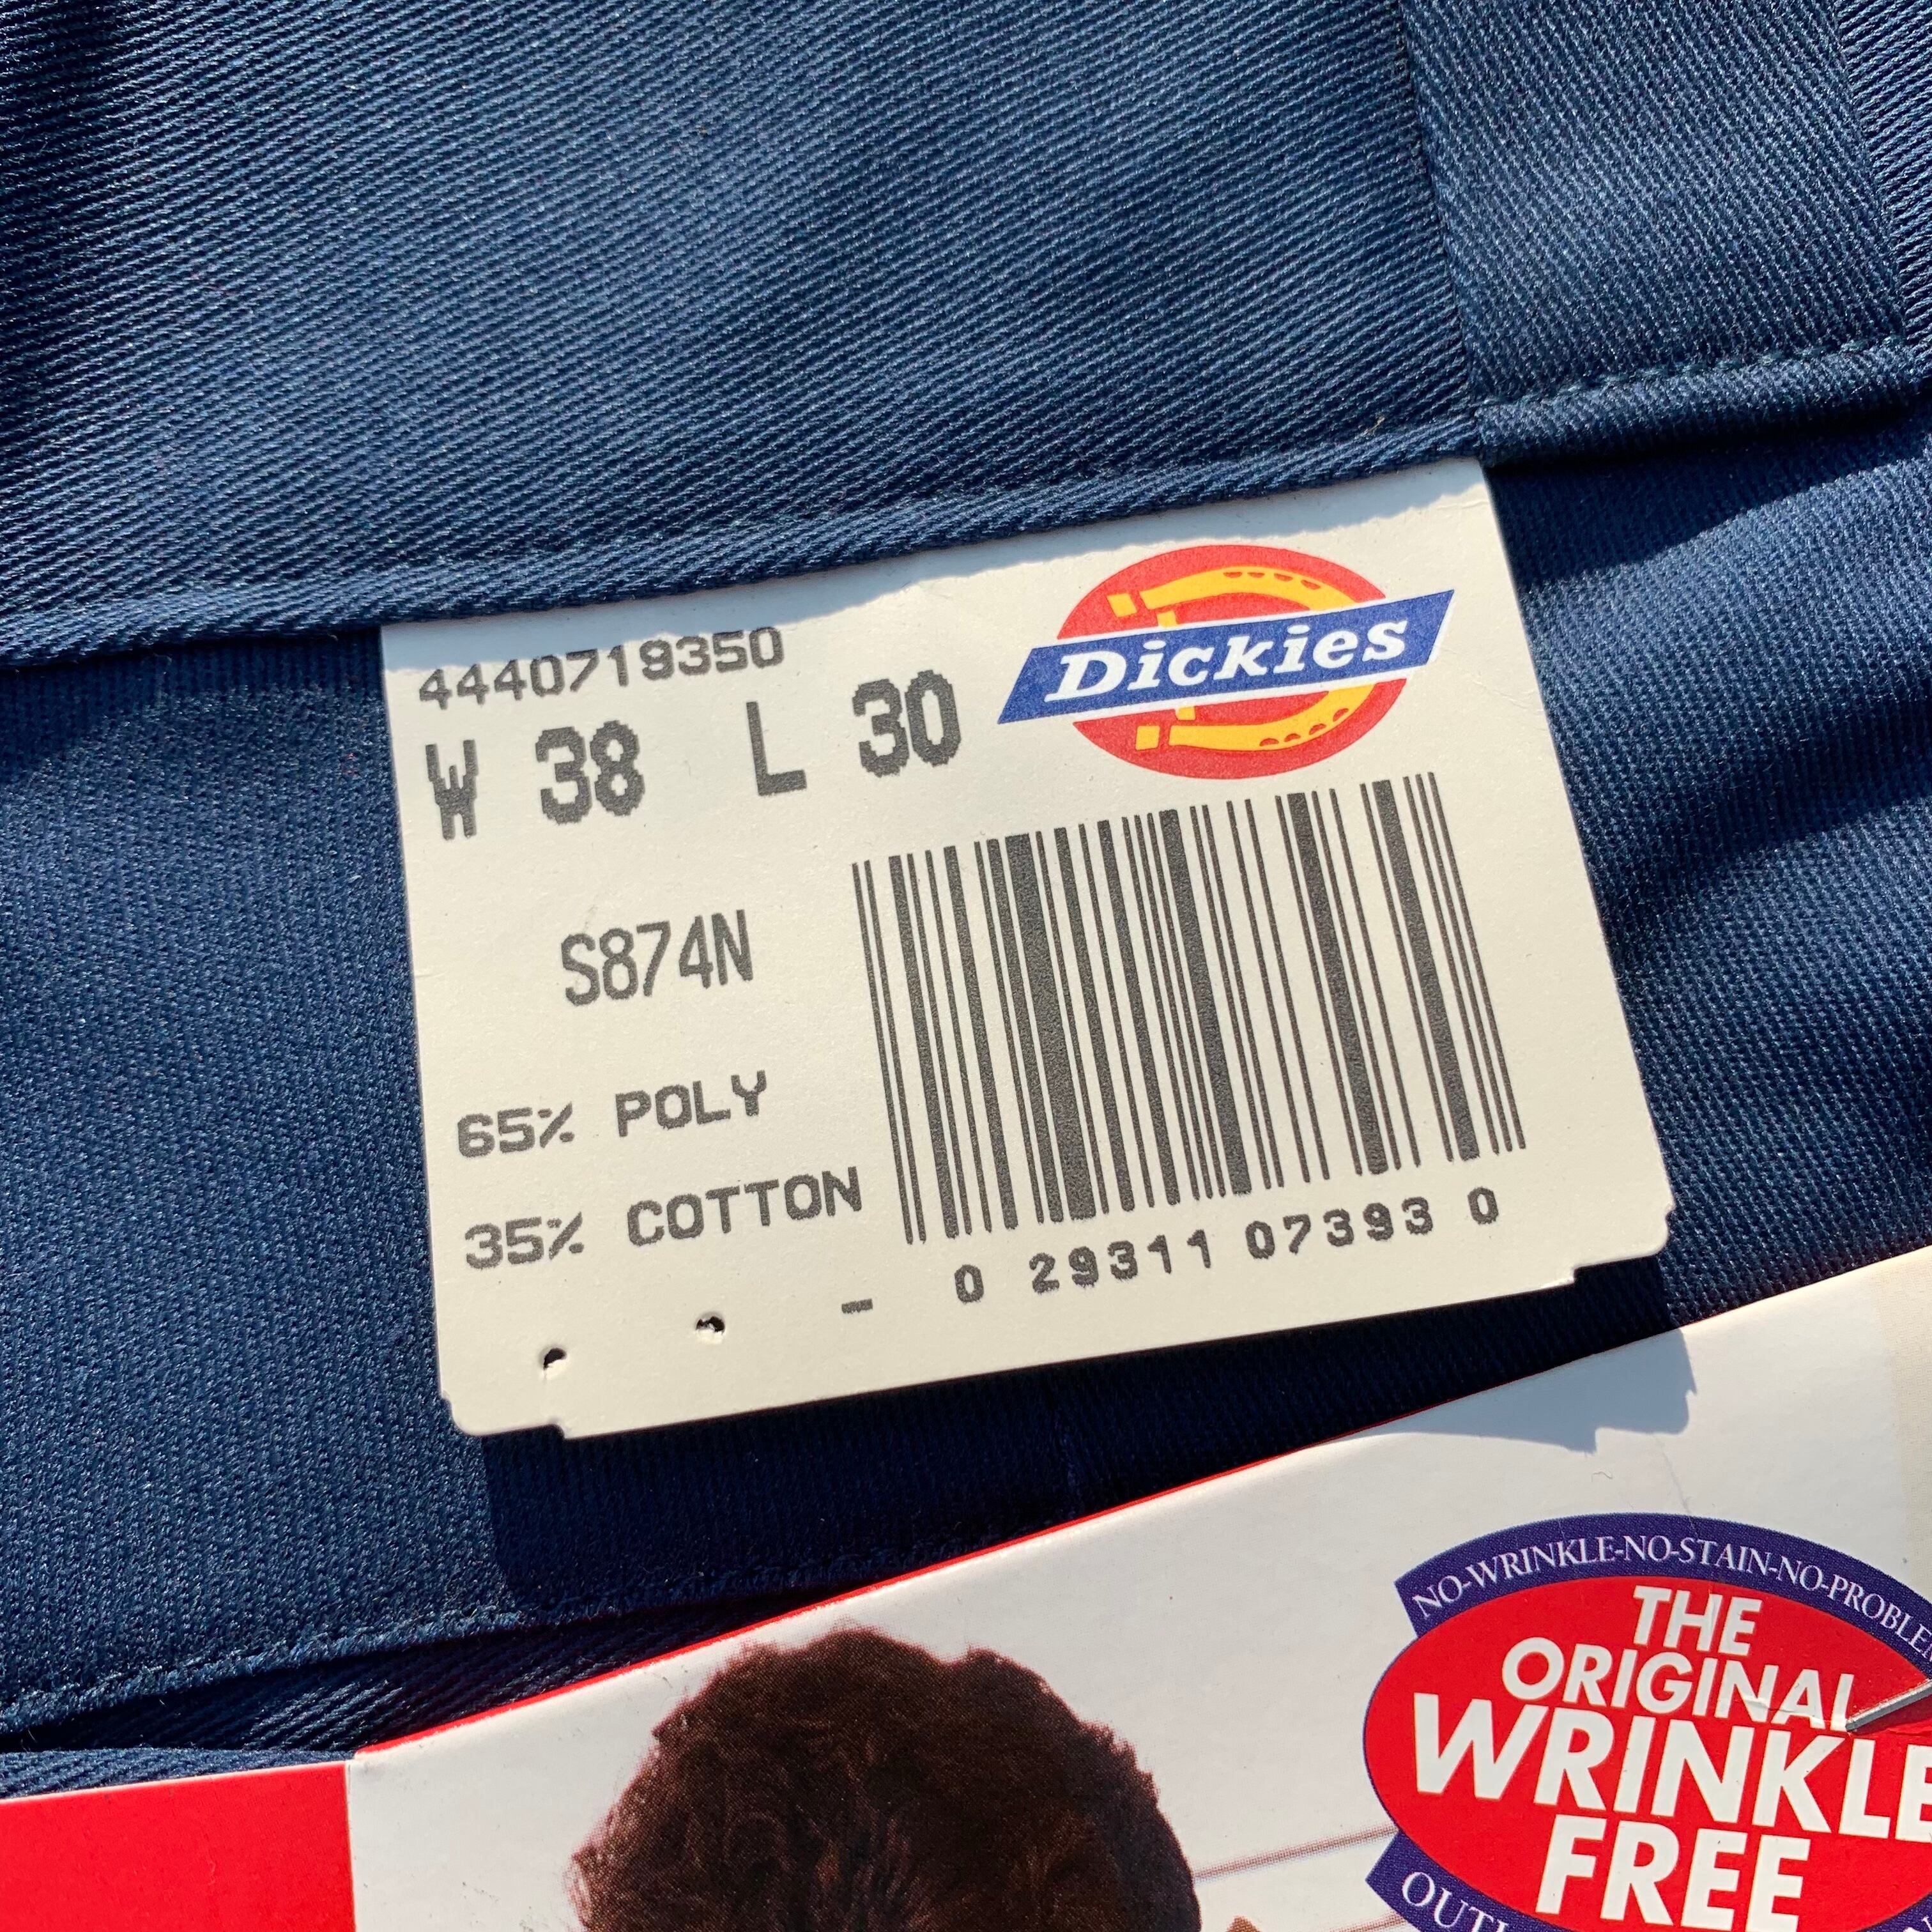 4440719350
Dickies
W 38 L 30
S874N
65% POLY
35% COTTON
- 0 29311 07393 0
NO-WRINKLE-NO-STAIN-NO-PROBLE
THE
ORIGINAL
WRINKLE
FREE